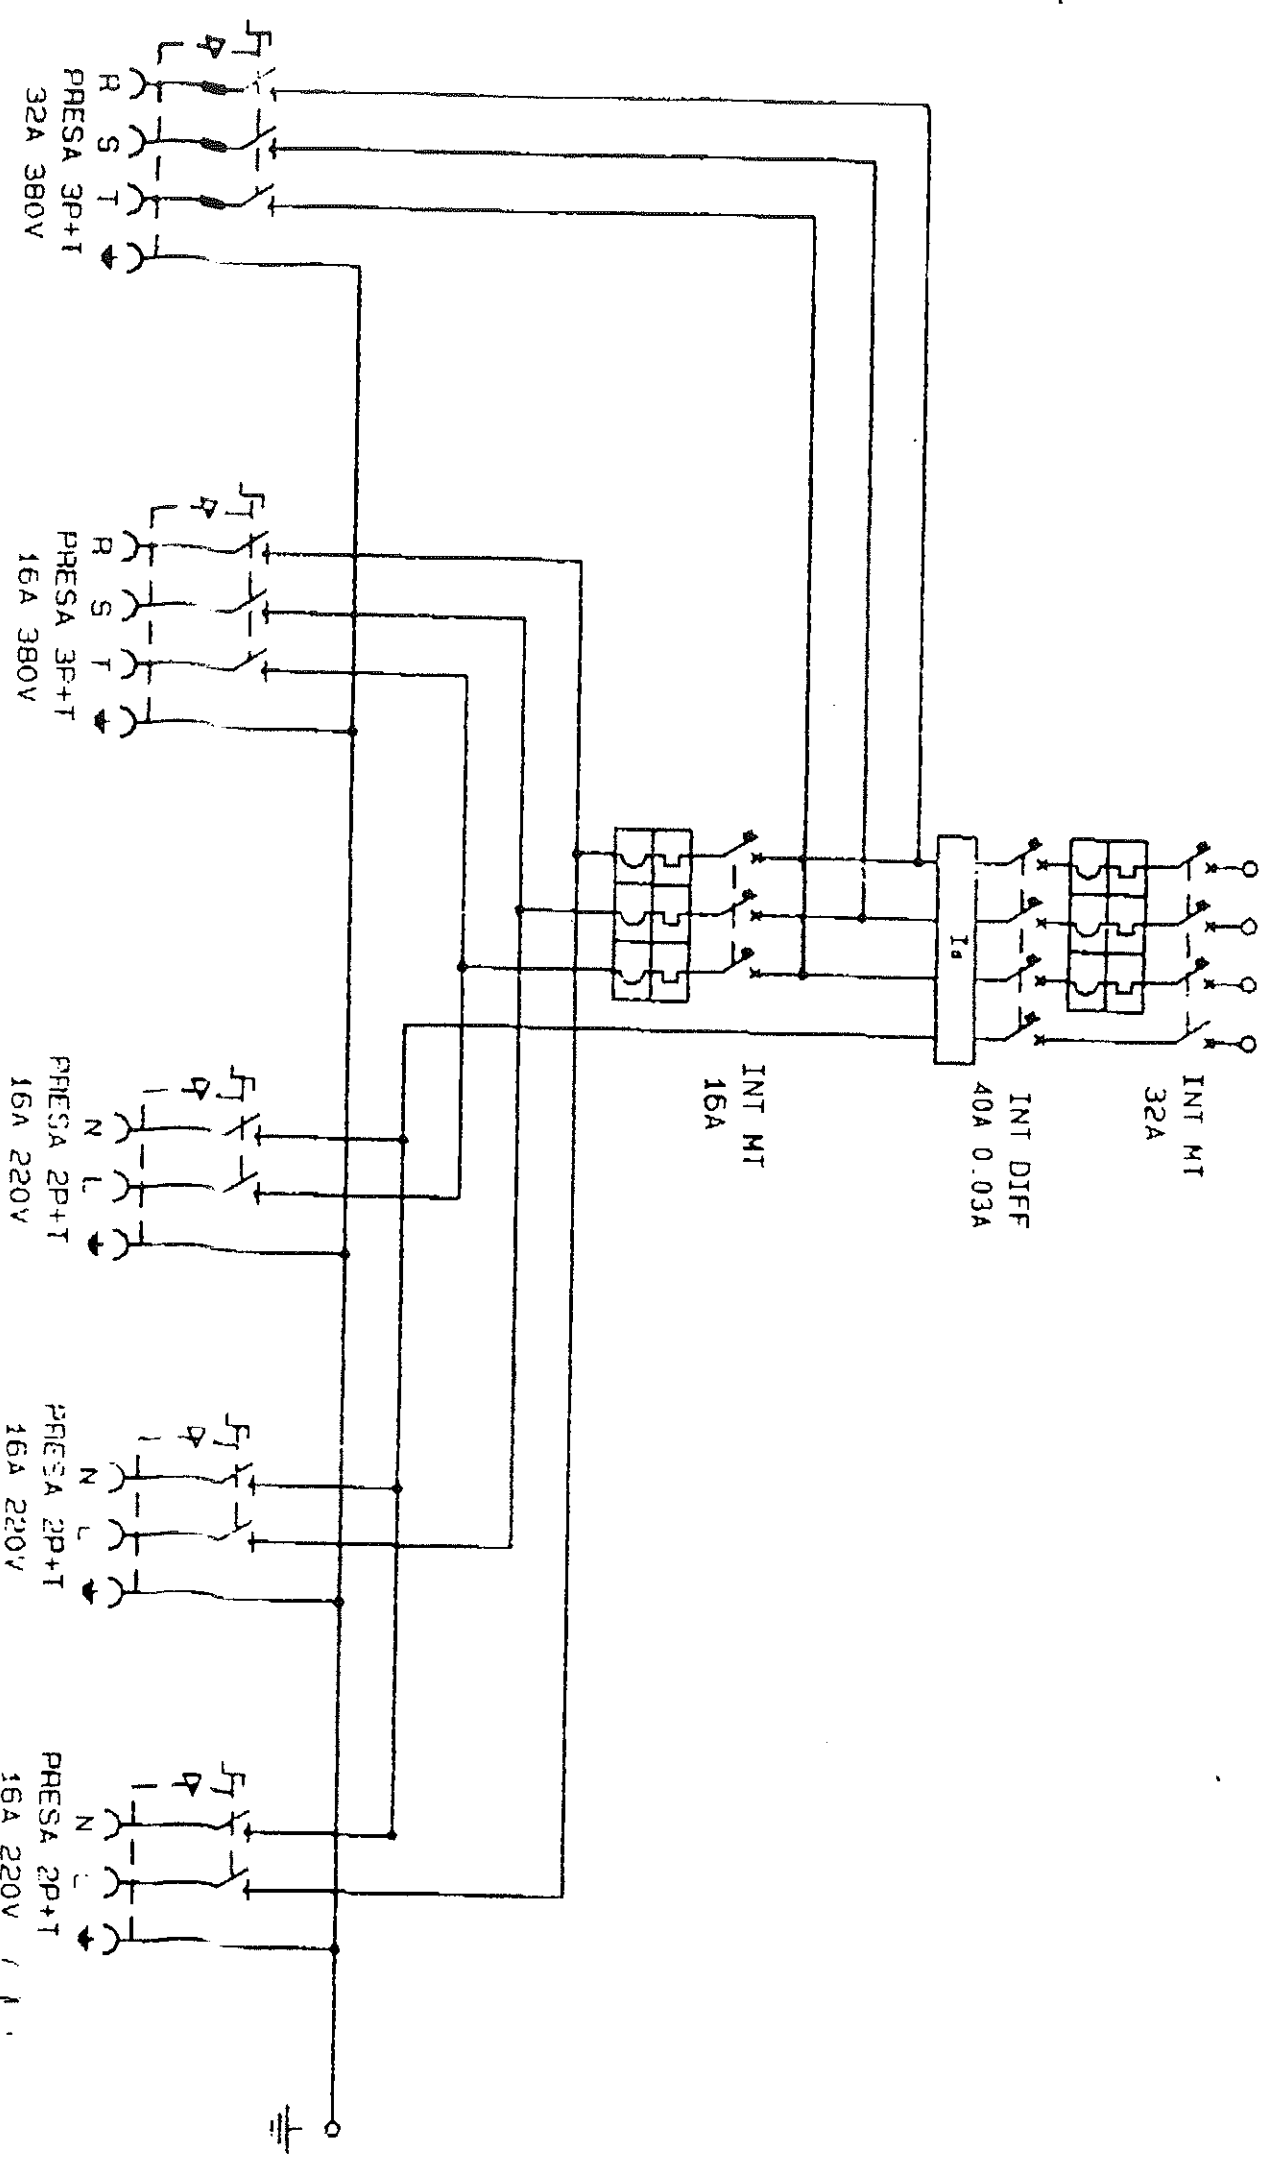 INT MT
32A
INT DIFF
40A 0.03A
I
INT MT
16A
R S T
PRESA 3P+T
32A 380V
R S T
PRESA 3P+T
16A 380V
N L
PRESA 2P+T
16A 220V
N L
PRESA 2P+T
16A 220V
N L
PRESA 2P+T
16A 220V